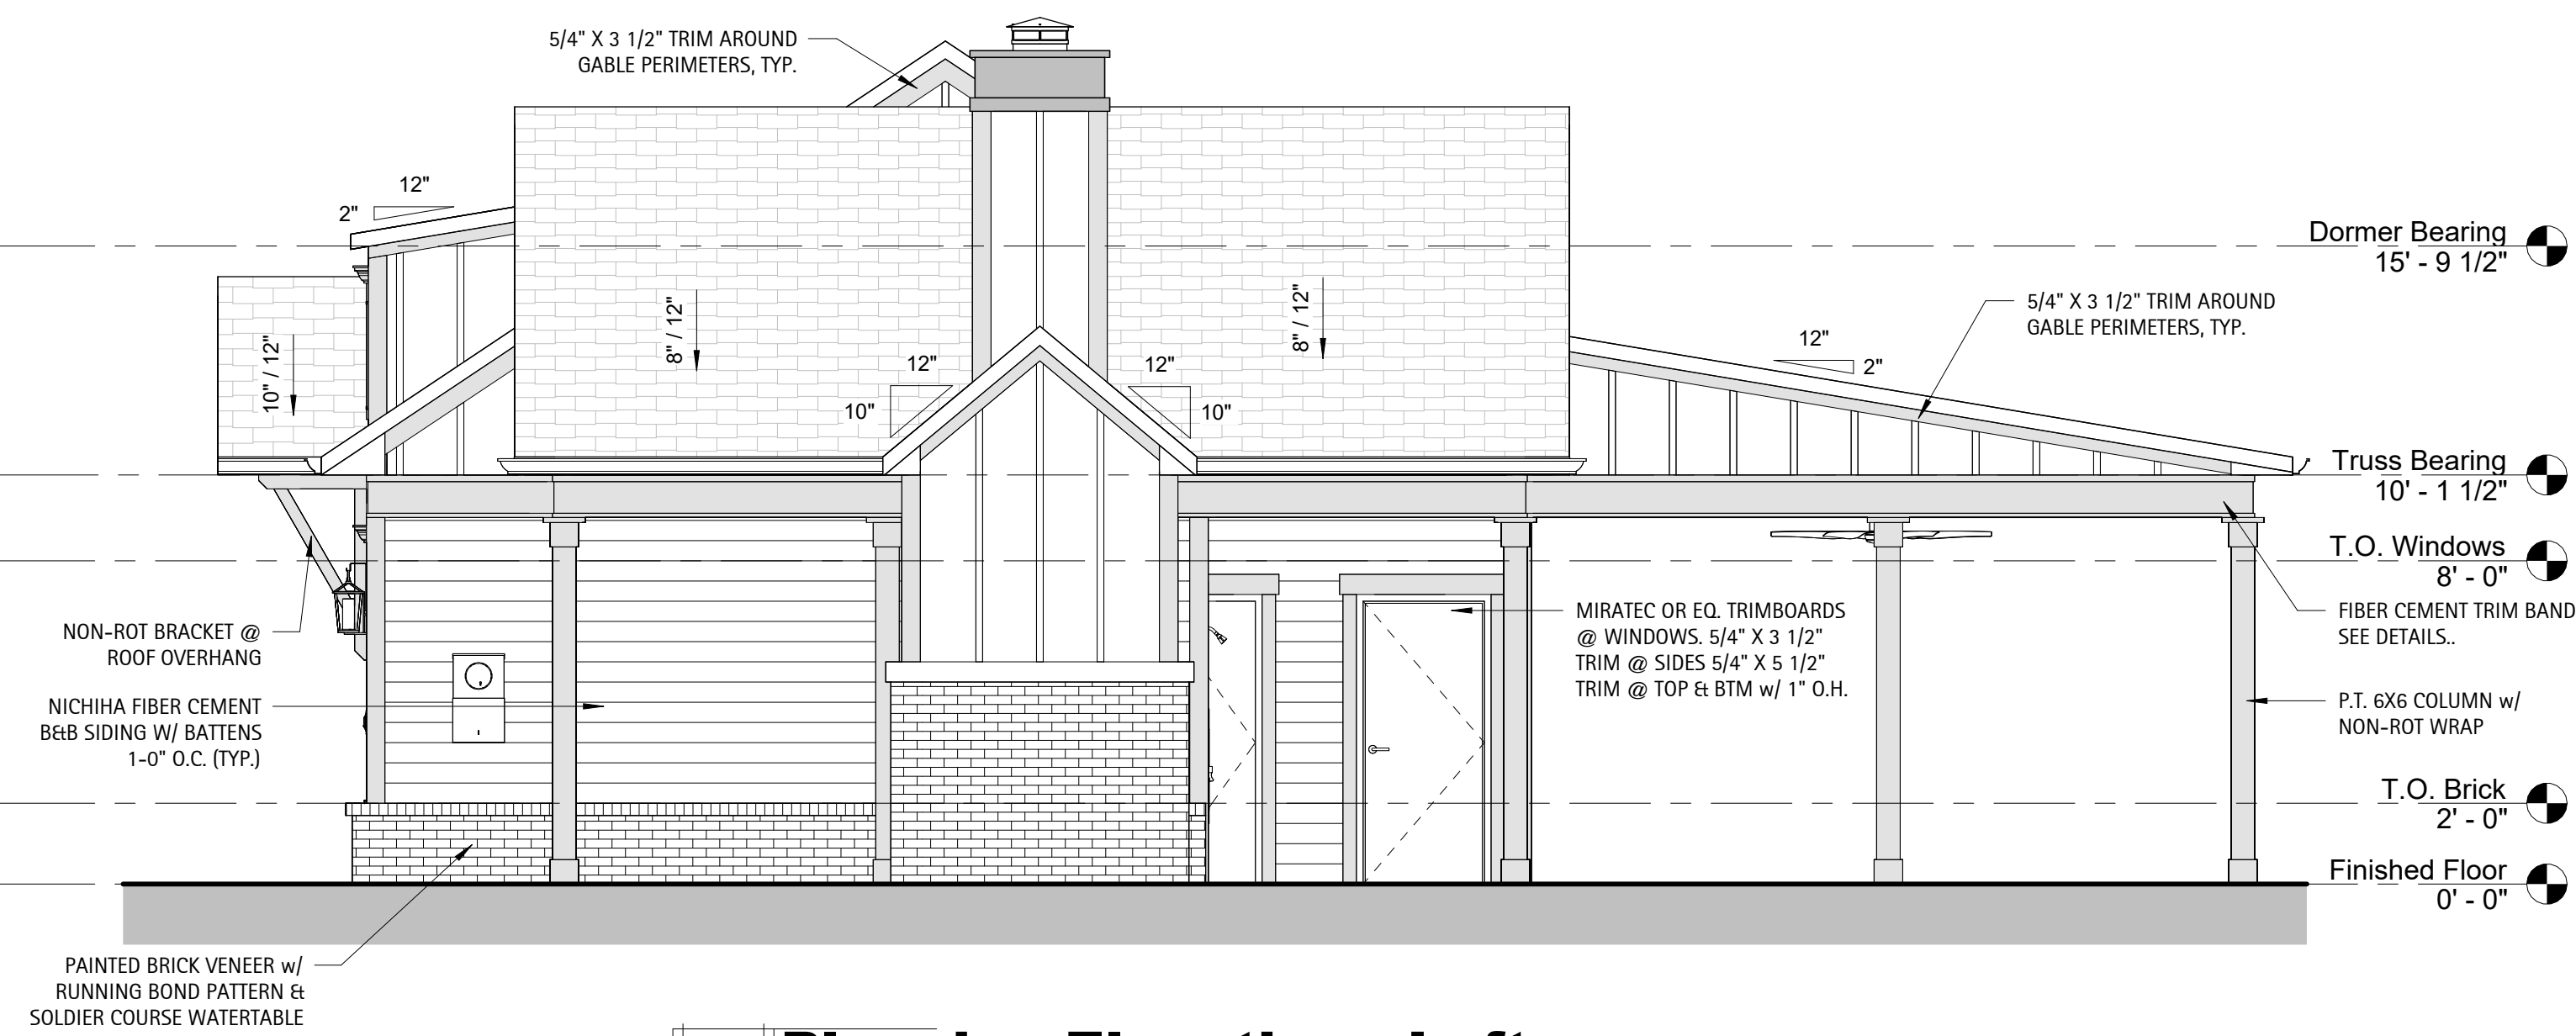 5/4" X 3 1/2" TRIM AROUND
GABLE PERIMETERS, TYP.
12"
2"
Dormer Bearing
15' - 9 1/2"
10" / 12"
8" / 12"
8" / 12"
5/4" X 3 1/2" TRIM AROUND
GABLE PERIMETERS, TYP.
12"
2"
12"
10"
12"
10"
Truss Bearing
10' - 1 1/2"
T.O. Windows
8' - 0"
NON-ROT BRACKET @
ROOF OVERHANG
MIRATEC OR EQ. TRIMBOARDS
@ WINDOWS. 5/4" X 3 1/2"
TRIM @ SIDES 5/4" X 5 1/2"
TRIM @ TOP & BTM w/ 1" O.H.
FIBER CEMENT TRIM BAND
SEE DETAILS..
NICHIHA FIBER CEMENT
B&B SIDING W/ BATTENS
1-0" O.C. (TYP.)
P.T. 6X6 COLUMN w/
NON-ROT WRAP
T.O. Brick
2' - 0"
Finished Floor
0' - 0"
PAINTED BRICK VENEER w/
RUNNING BOND PATTERN &
SOLDIER COURSE WATERTABLE